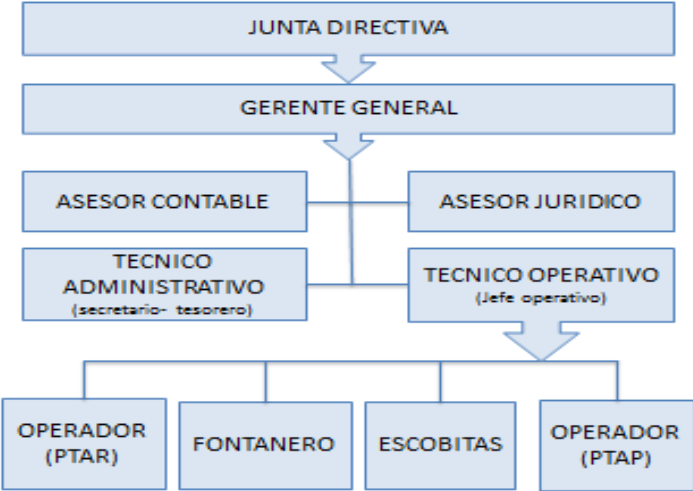 JUNTA DIRECTIVA
GERENTE GENERAL
ASESOR CONTABLE
ASESOR JURIDICO
TECNICO
ADMINISTRATIVO
(secretario- tesorero)
TECNICO OPERATIVO
(Jefe operativo)
OPERADOR
(PTAR)
FONTANERO
ESCOBITAS
OPERADOR
(PTAP)